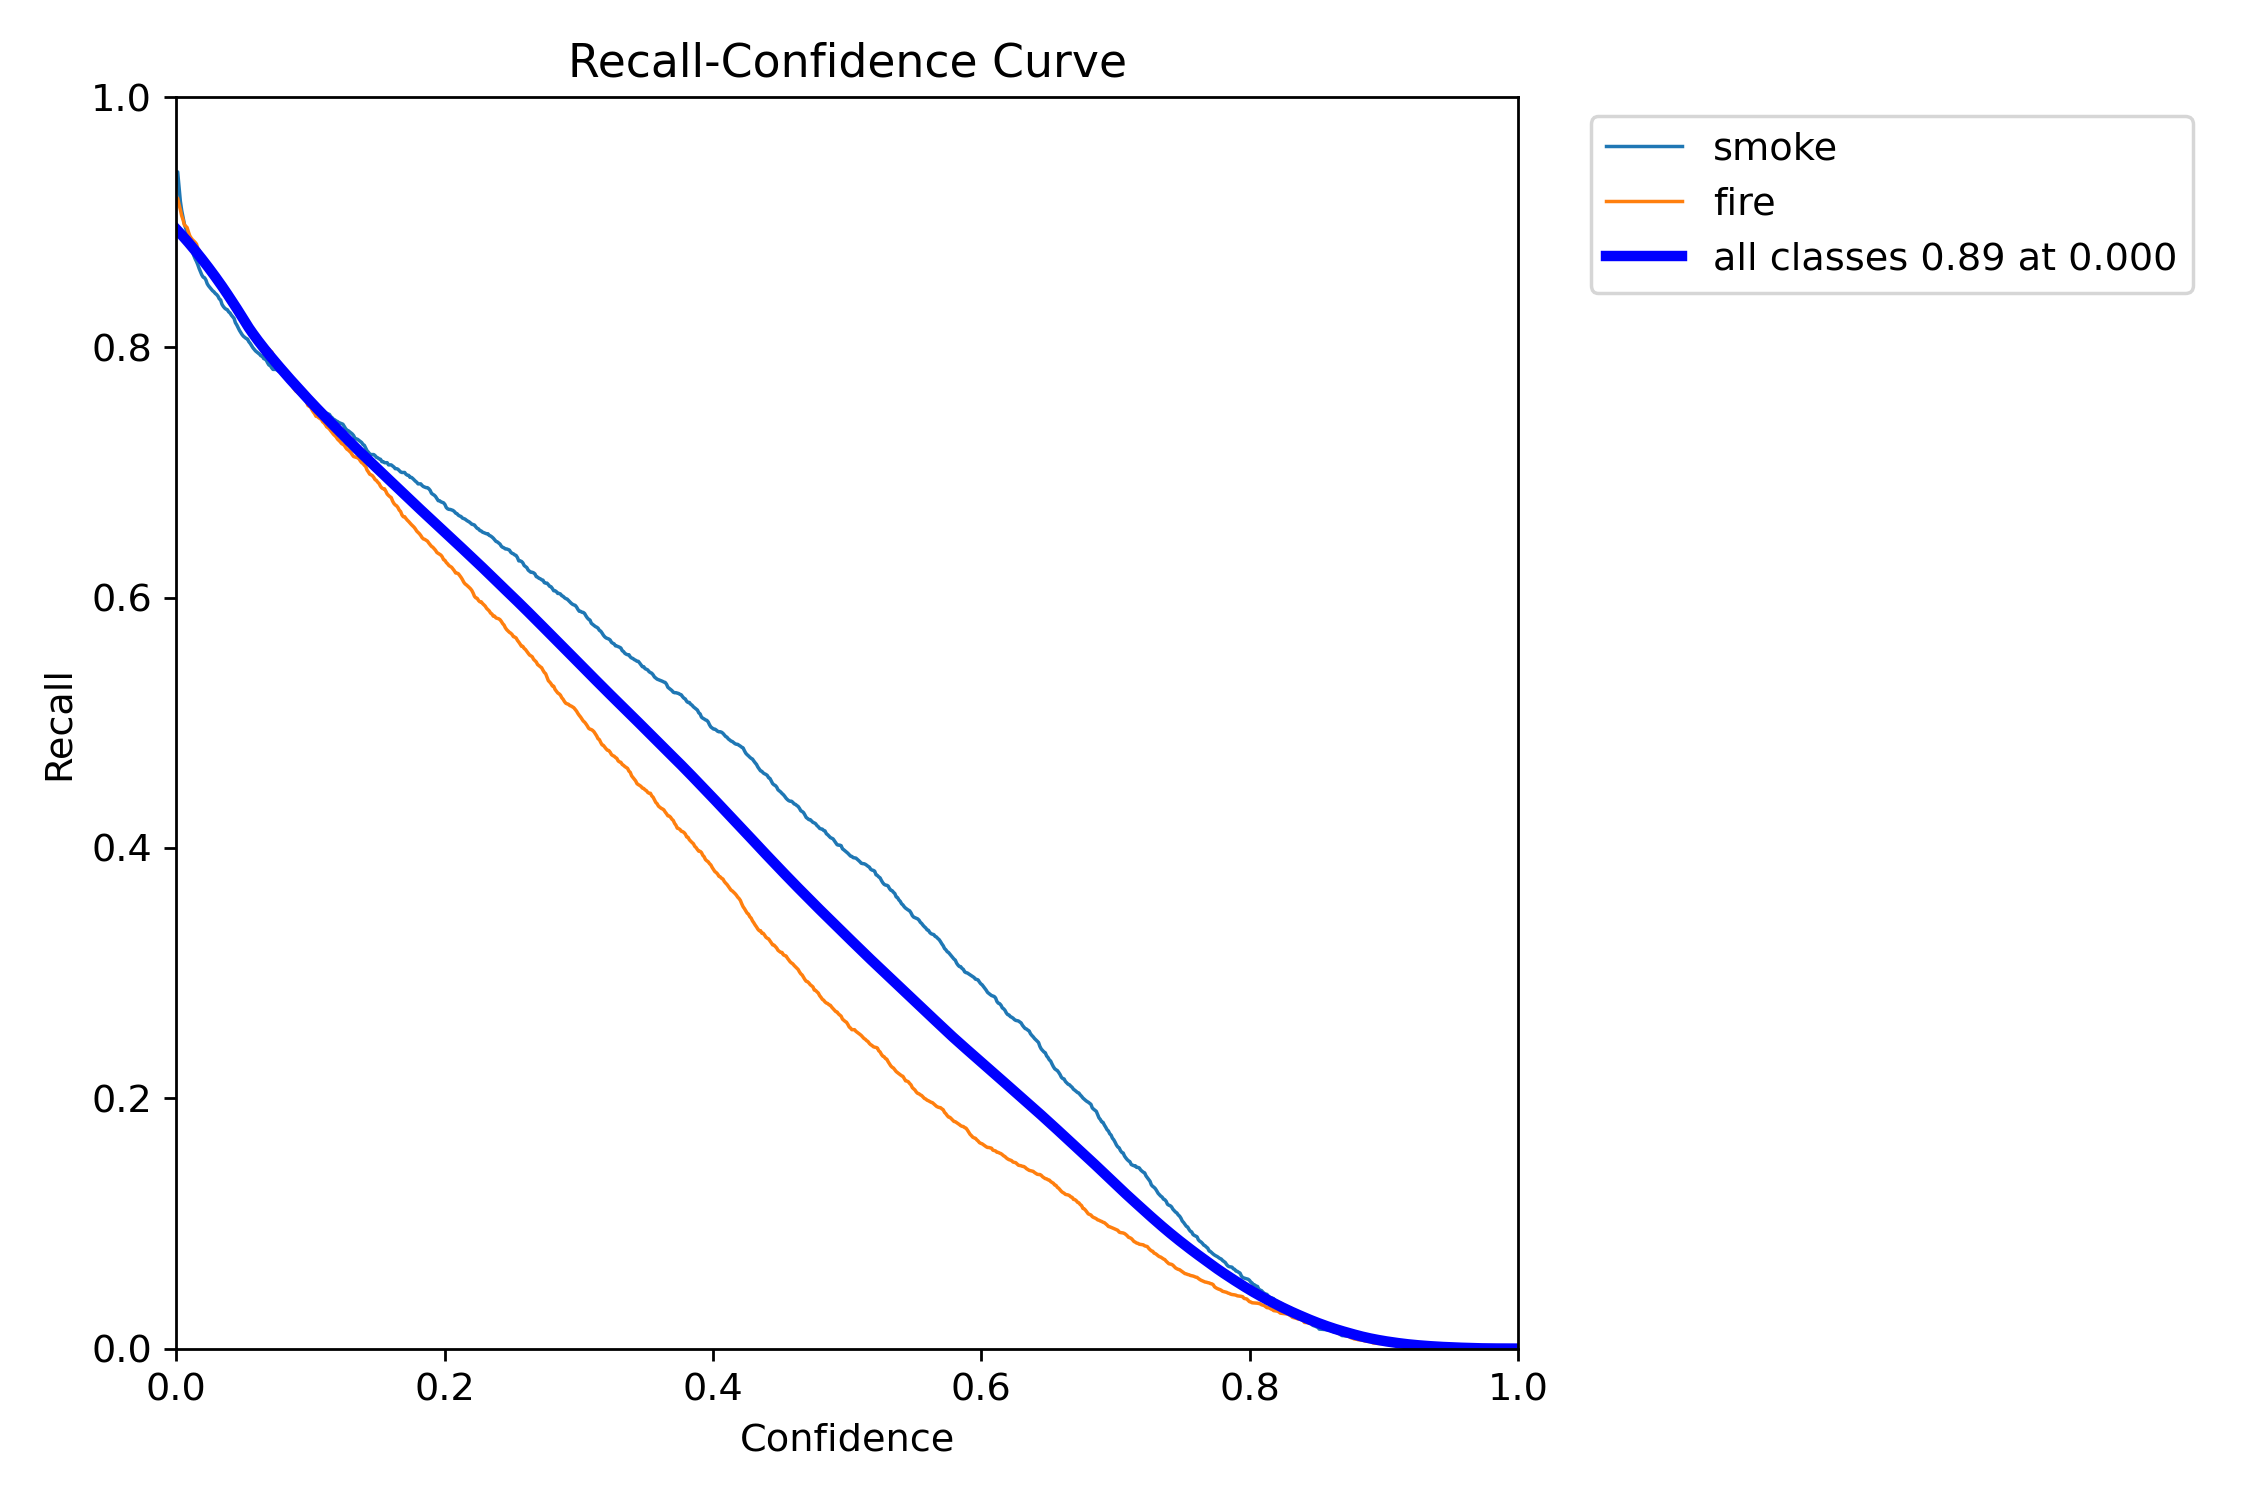 Recall-Confidence Curve
1.0
0.8
0.6
0.4
0.2
0.0
Recall
0.0 0.2 0.4 0.6 0.8 1.0
Confidence
smoke
fire
all classes 0.89 at 0.000